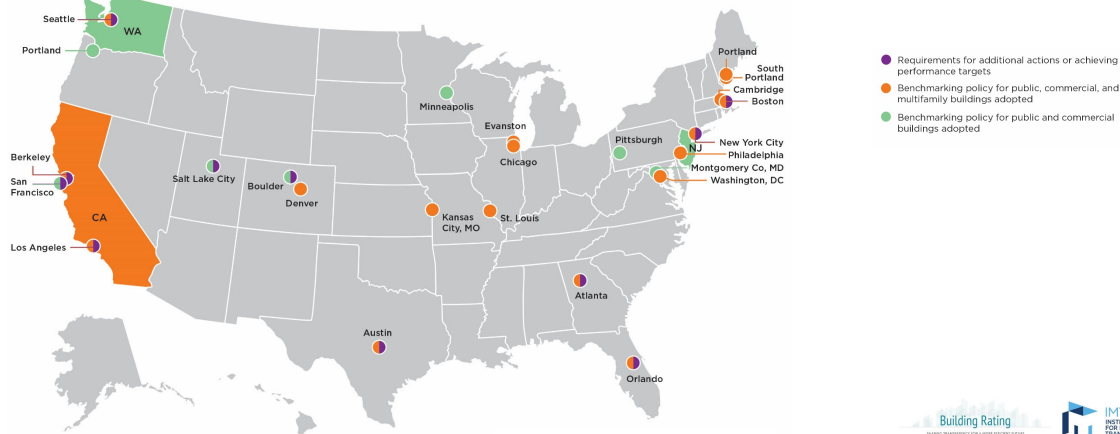 Seattle
WA
Portland
Berkeley
San
Francisco
CA
Los Angeles
Salt Lake City
Boulder
Denver
Minneapolis
Evanston
Chicago
Kansas
City, MO
St. Louis
Austin
Atlanta
Orlando
Pittsburgh
NJ
Portland
South
Portland
Cambridge
Boston
New York City
Philadelphia
Montgomery Co, MD
Washington, DC
Requirements for additional actions or achieving
performance targets
Benchmarking policy for public, commercial, and
multifamily buildings adopted
Benchmarking policy for public and commercial
buildings adopted
Building Rating